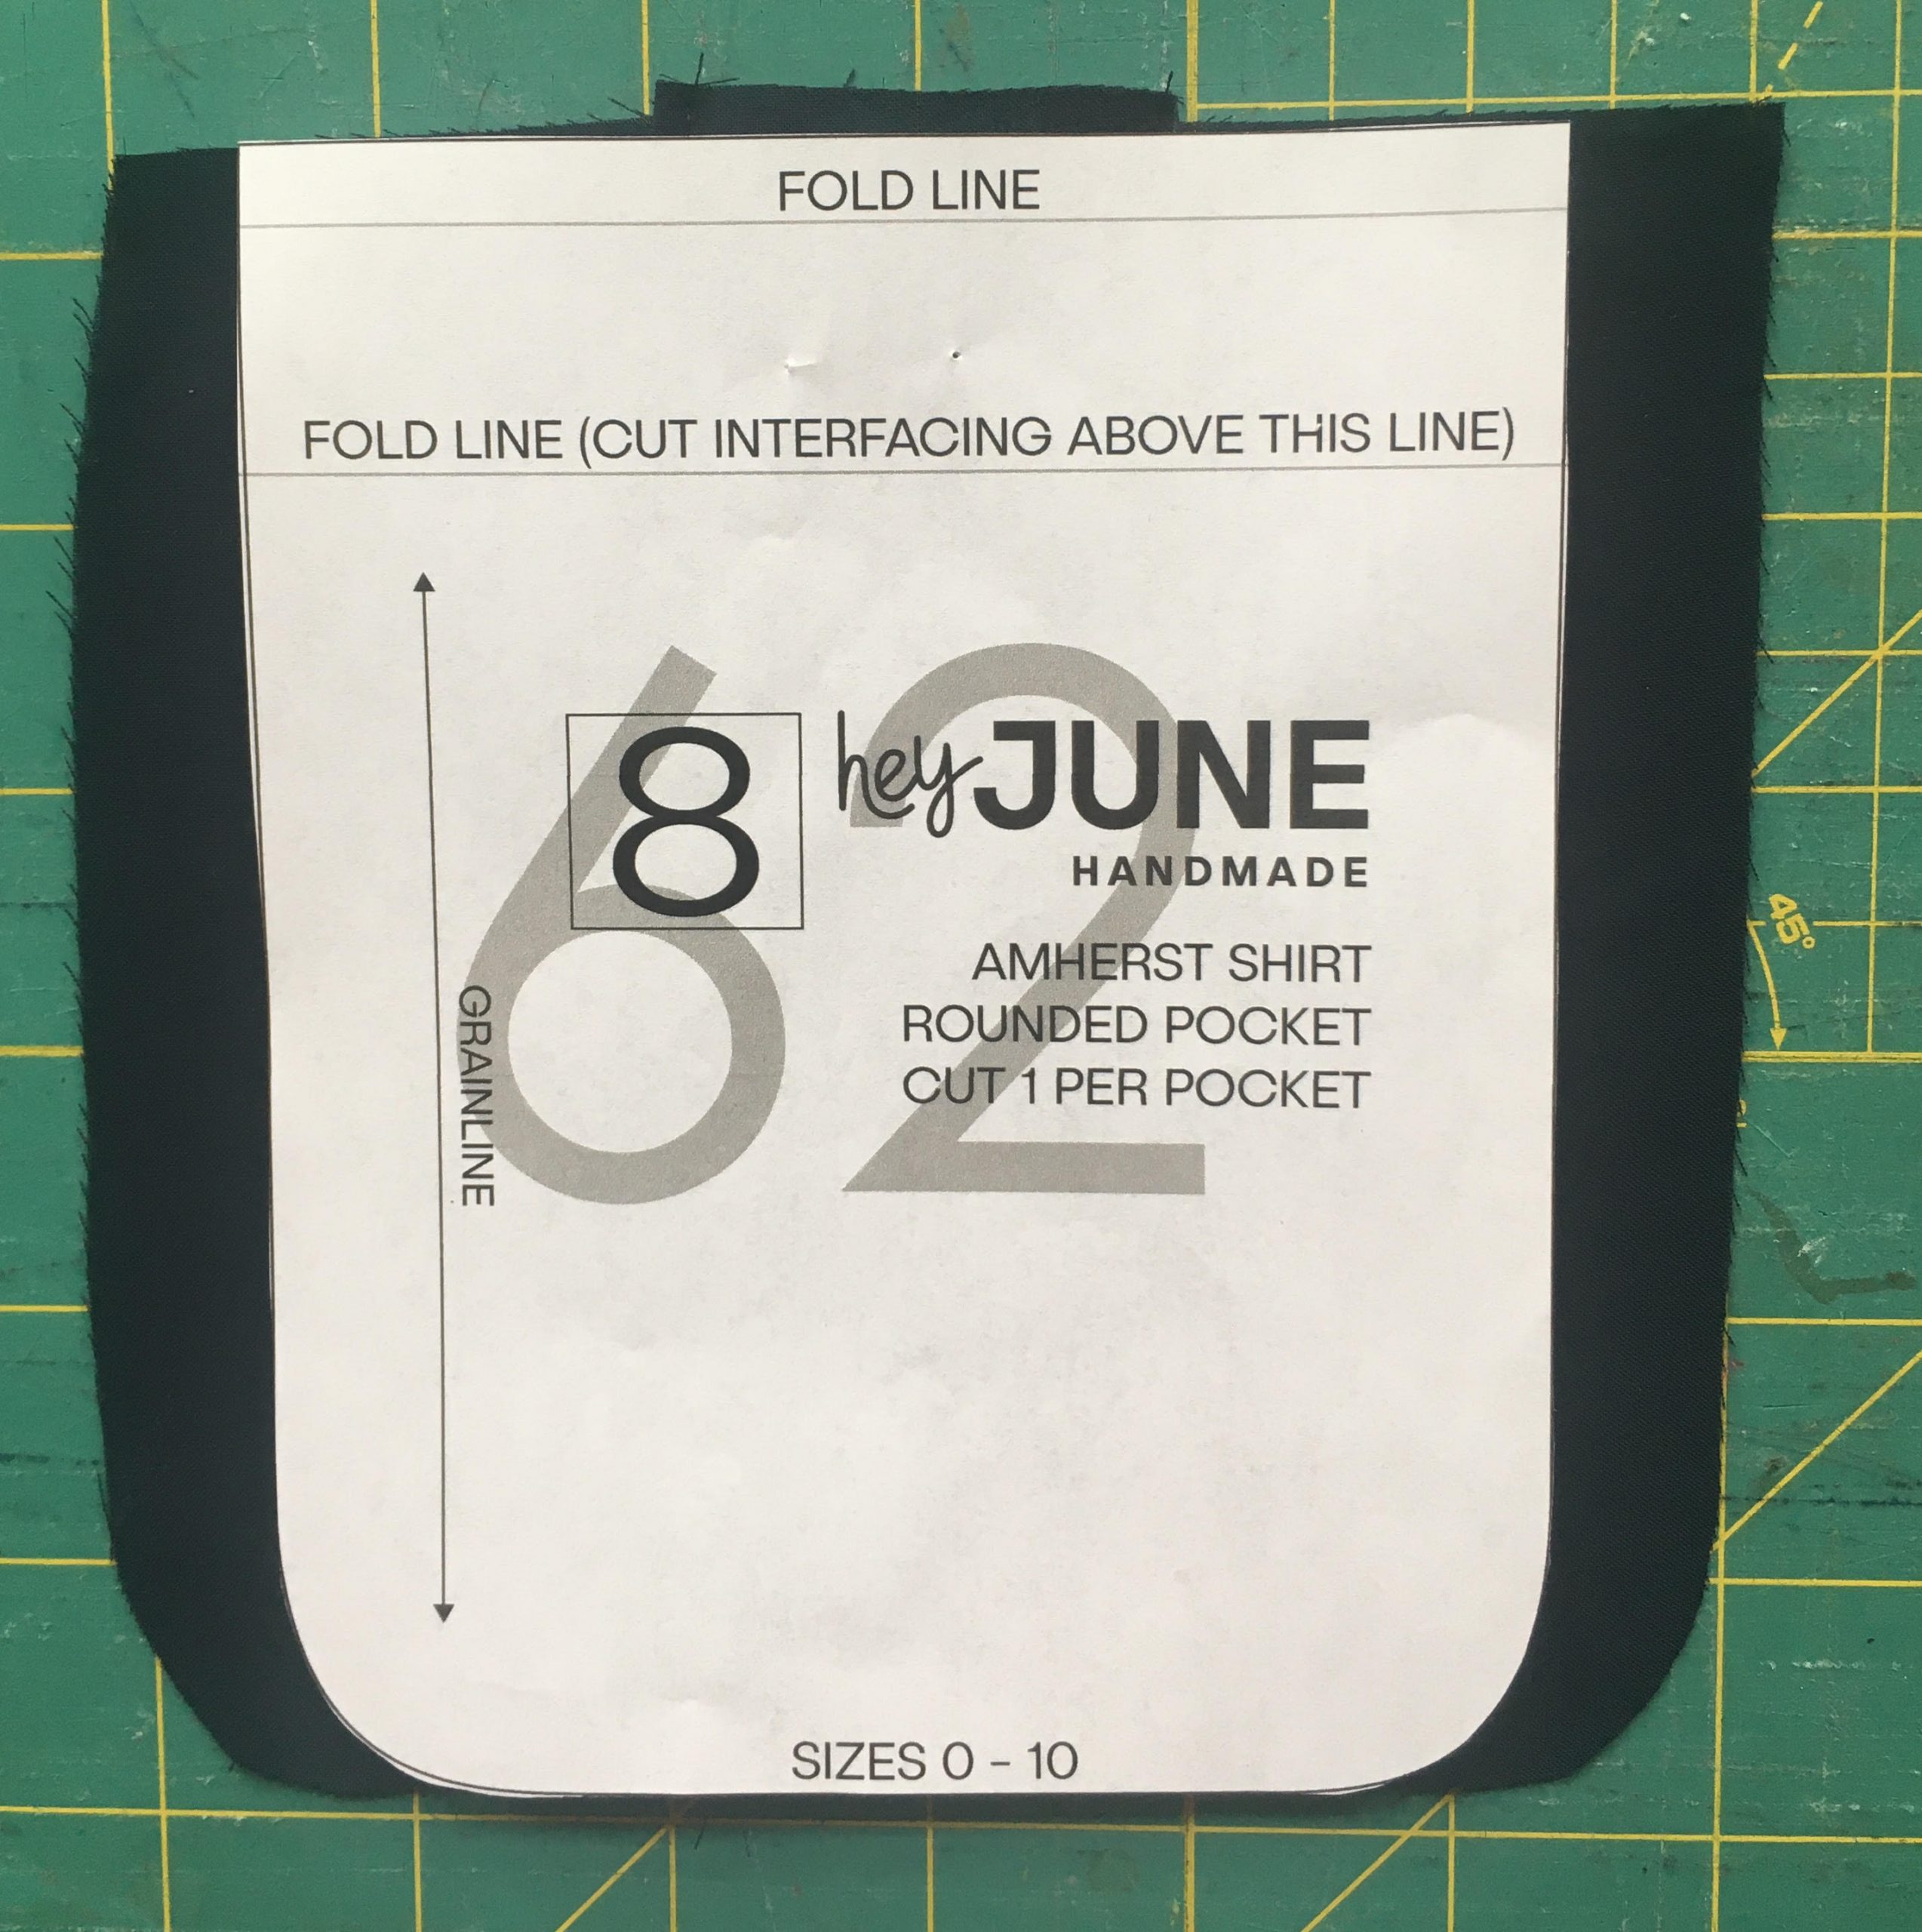 FOLD LINE
FOLD LINE (CUT INTERFACING ABOVE THIS LINE)
62
8
hey JUNE
HANDMADE
AMHERST SHIRT
ROUNDED POCKET
CUT 1 PER POCKET
GRAINLINE
SIZES 0 - 10
45°